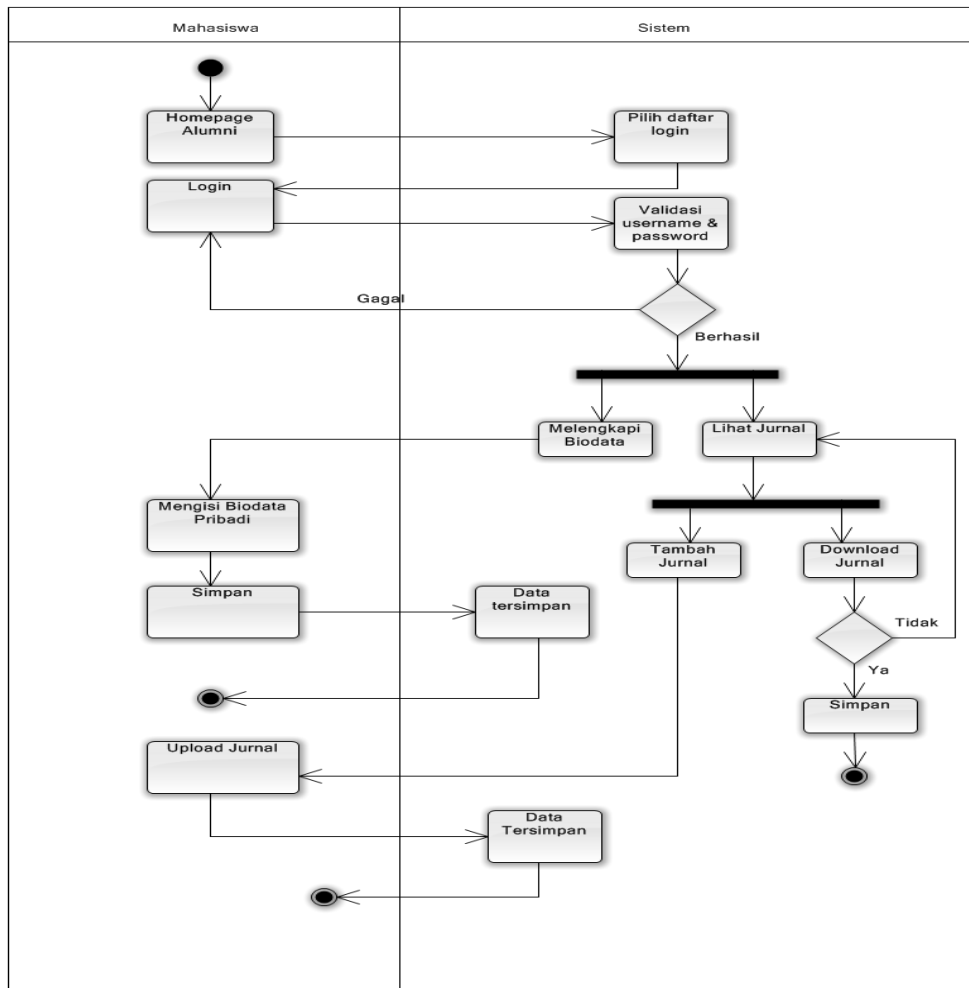 Mahasiswa
Sistem
Homepage
Alumni
Pilih daftar
login
Login
Validasi
username &
password
Gagal
Berhasil
Melengkapi
Biodata
Lihat Jurnal
Mengisi Biodata
Pribadi
Tambah
Jurnal
Download
Jurnal
Simpan
Data
tersimpan
Tidak
Ya
Simpan
Upload Jurnal
Data
Tersimpan